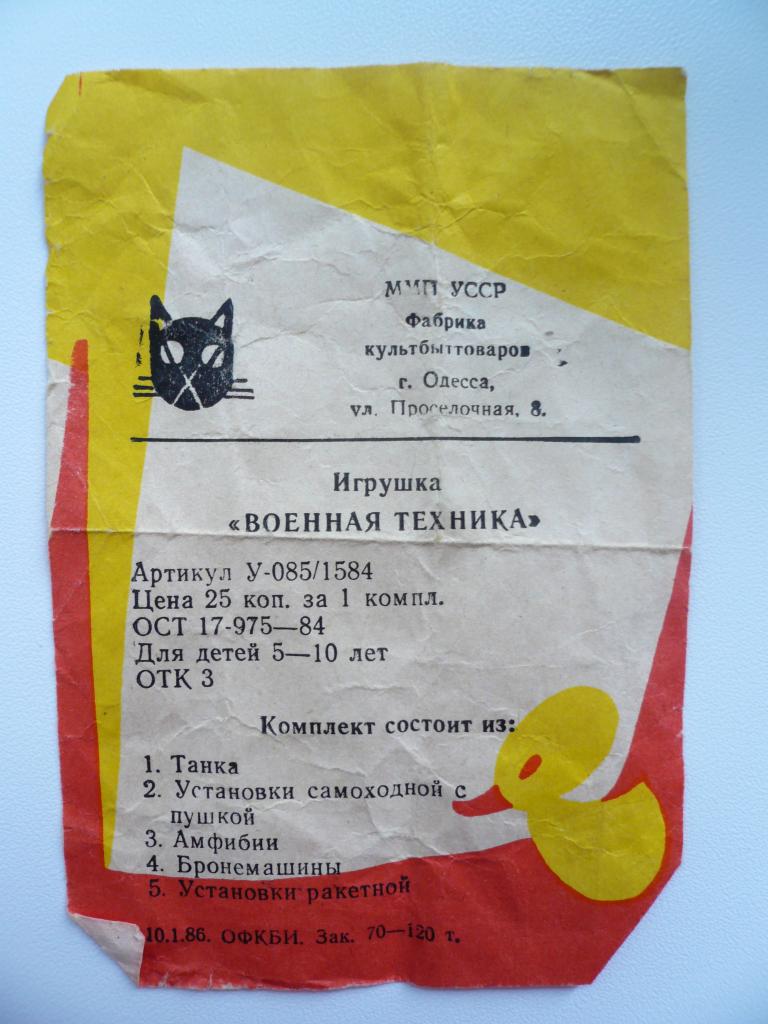 ММП УССР
Фабрика
культбыттоваров
г. Одесса,
ул. Проселочная, 8.
Игрушка
«ВОЕННАЯ ТЕХНИКА»
Артикул У-085/1584
Цена 25 коп. за 1 компл.
ОСТ 17-975—84
Для детей 5—10 лет
ОТК 3
Комплект состоит из:
1. Танка
2. Установки самоходной с
пушкой
3. Амфибии
4. Бронемашины
5. Установки ракетной
10.1.86. ОФКБИ. Зак. 70—120 т.